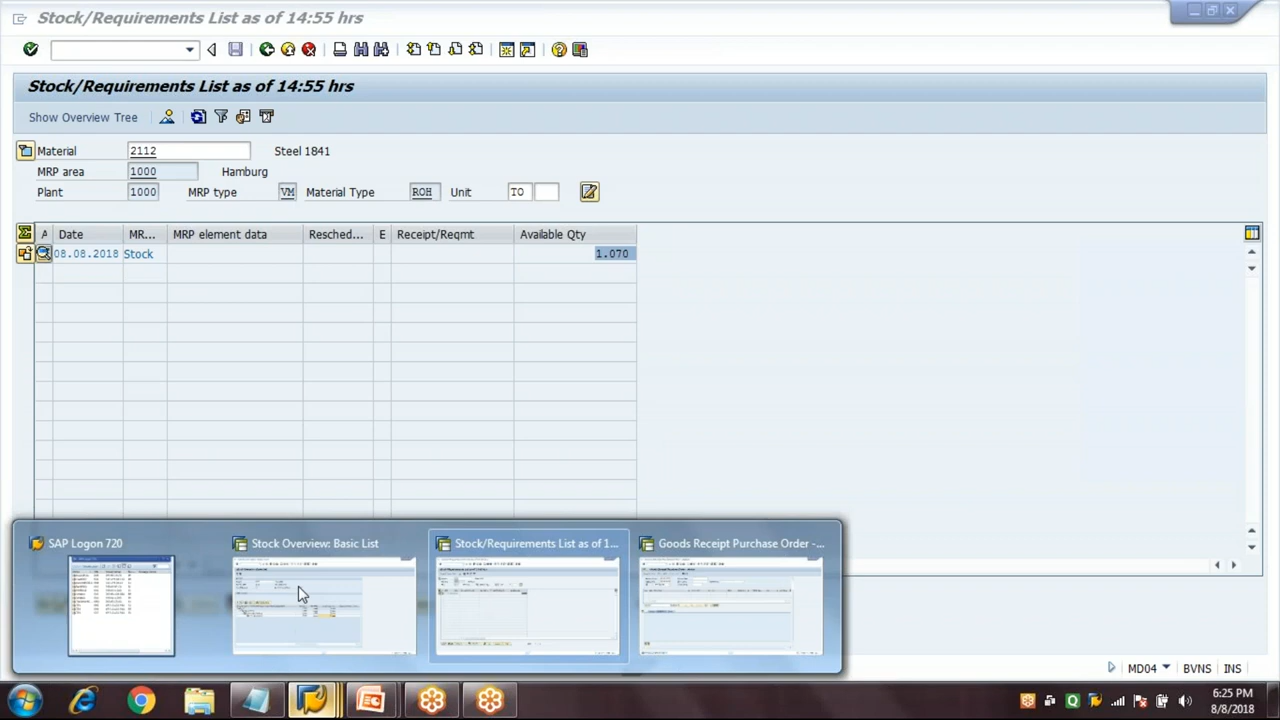 Stock/Requirements List as of 14:55 hrs
Stock/Requirements List as of 14:55 hrs
Show Overview Tree
Material 2112 Steel 1841
MRP area 1000 Hamburg
Plant 1000 MRP type VM Material Type ROH Unit TO
A Date MR... MRP element data Resched... E Receipt/Reqmt Available Qty
08.08.2018 Stock 1.070
SAP Logon 720 Stock Overview: Basic List Stock/Requirements List as of 1... Goods Receipt Purchase Order -...
MD04 BVNS INS
6:25 PM
8/8/2018